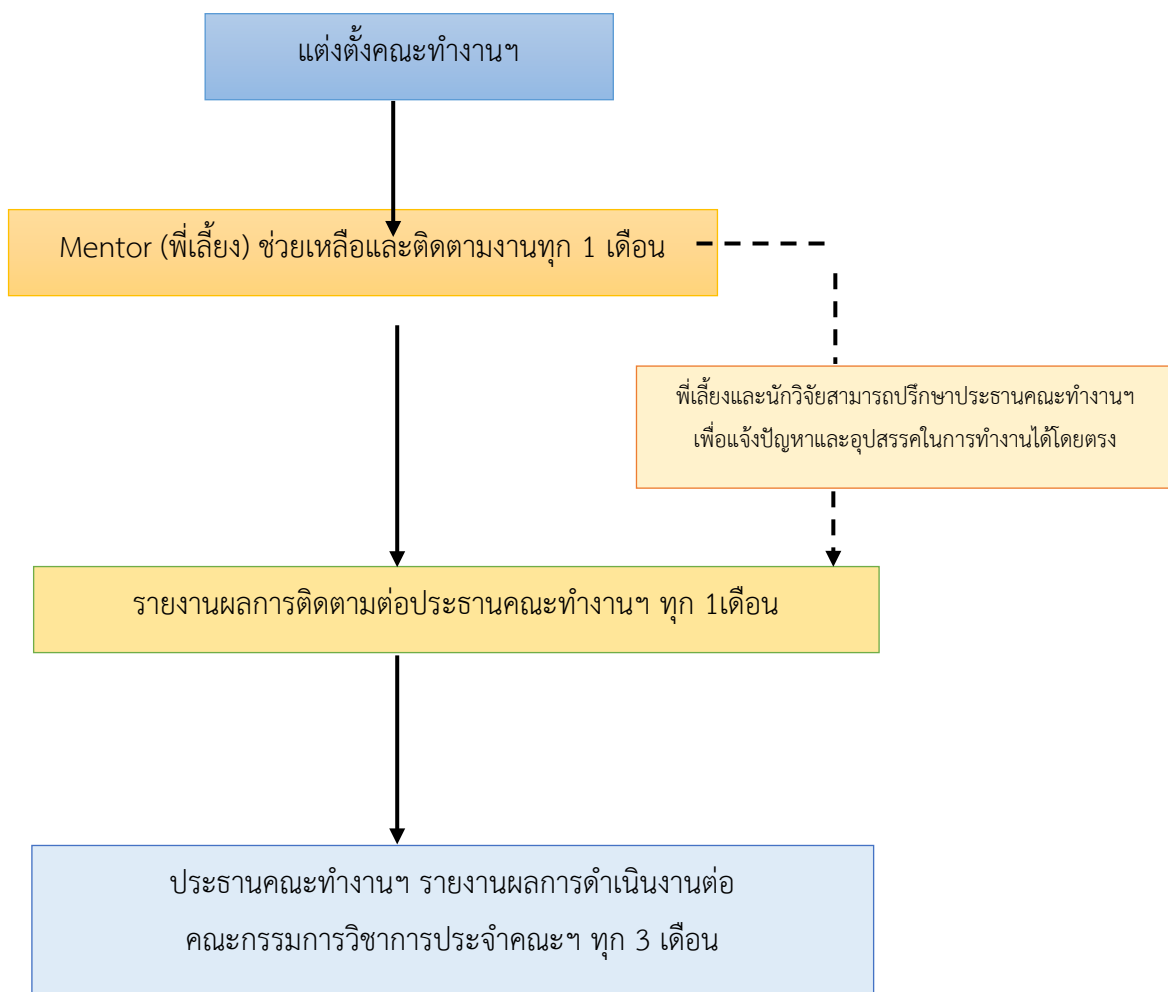 แต่งตั้งคณะทำงานฯ
Mentor (พี่เลี้ยง) ช่วยเหลือและติดตามงานทุก 1 เดือน
พี่เลี้ยงและนักวิจัยสามารถปรึกษาประธานคณะทำงานฯ
เพื่อแจ้งปัญหาและอุปสรรคในการทำงานได้โดยตรง
รายงานผลการติดตามต่อประธานคณะทำงานฯ ทุก 1เดือน
ประธานคณะทำงานฯ รายงานผลการดำเนินงานต่อ
คณะกรรมการวิชาการประจำคณะฯ ทุก 3 เดือน